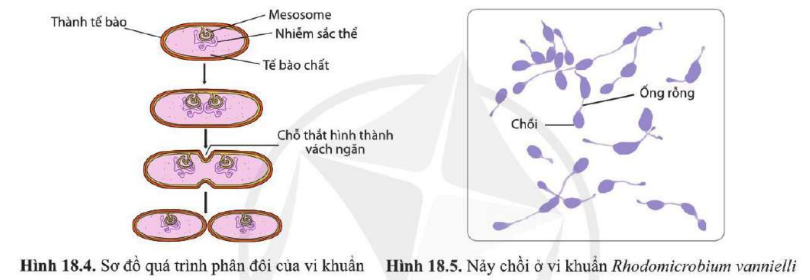 Thành tế bào
Mesosome
Nhiễm sắc thể
Tế bào chất
Chỗ thắt hình thành
vách ngăn
Hình 18.4. Sơ đồ quá trình phân đôi của vi khuẩn
Ống rỗng
Chồi
Hình 18.5. Nảy chồi ở vi khuẩn Rhodomicrobium vannielli